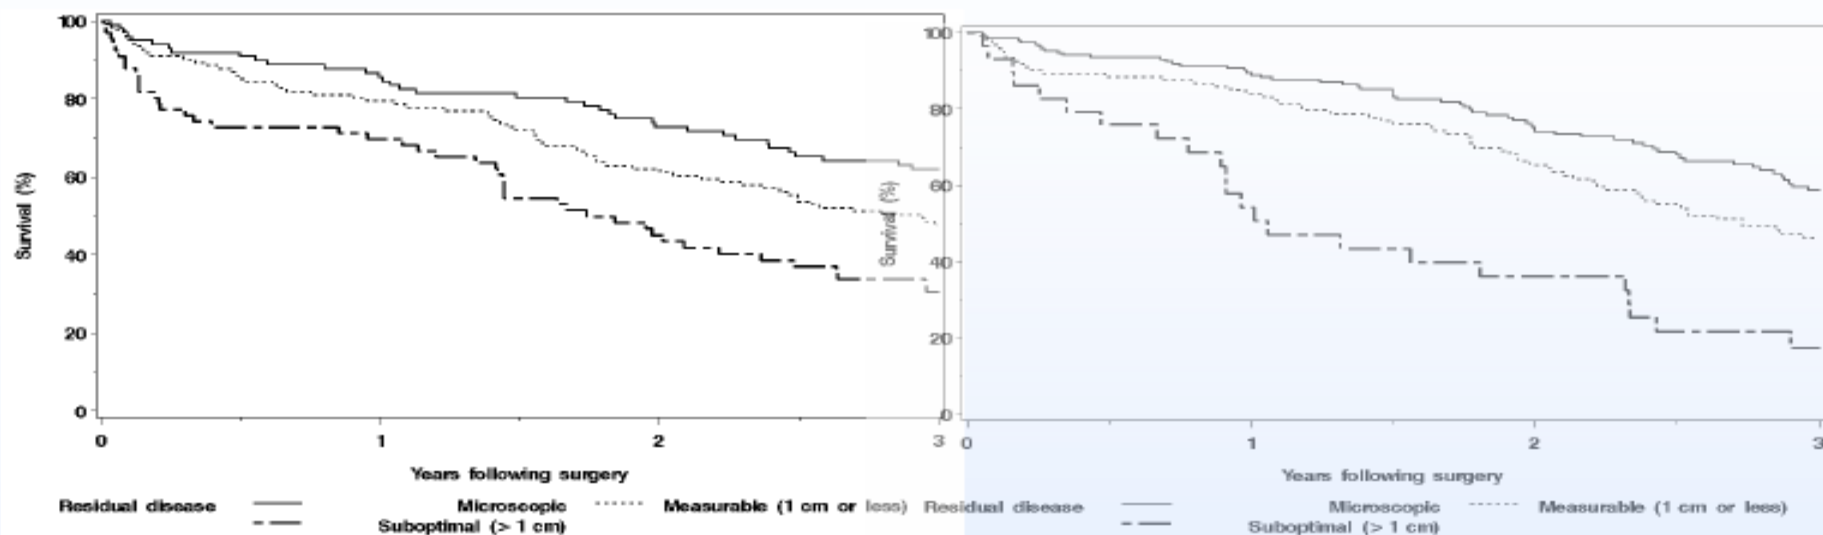 100
80
60
40
20
0
Survival (%)
0 1 2 3
Years following surgery
Residual disease Microscopic Measurable (1 cm or less)
Suboptimal (> 1 cm)
100
80
60
40
20
0
Survival (%)
0 1 2 3
Years following surgery
Residual disease Microscopic Measurable (1 cm or less)
Suboptimal (> 1 cm)